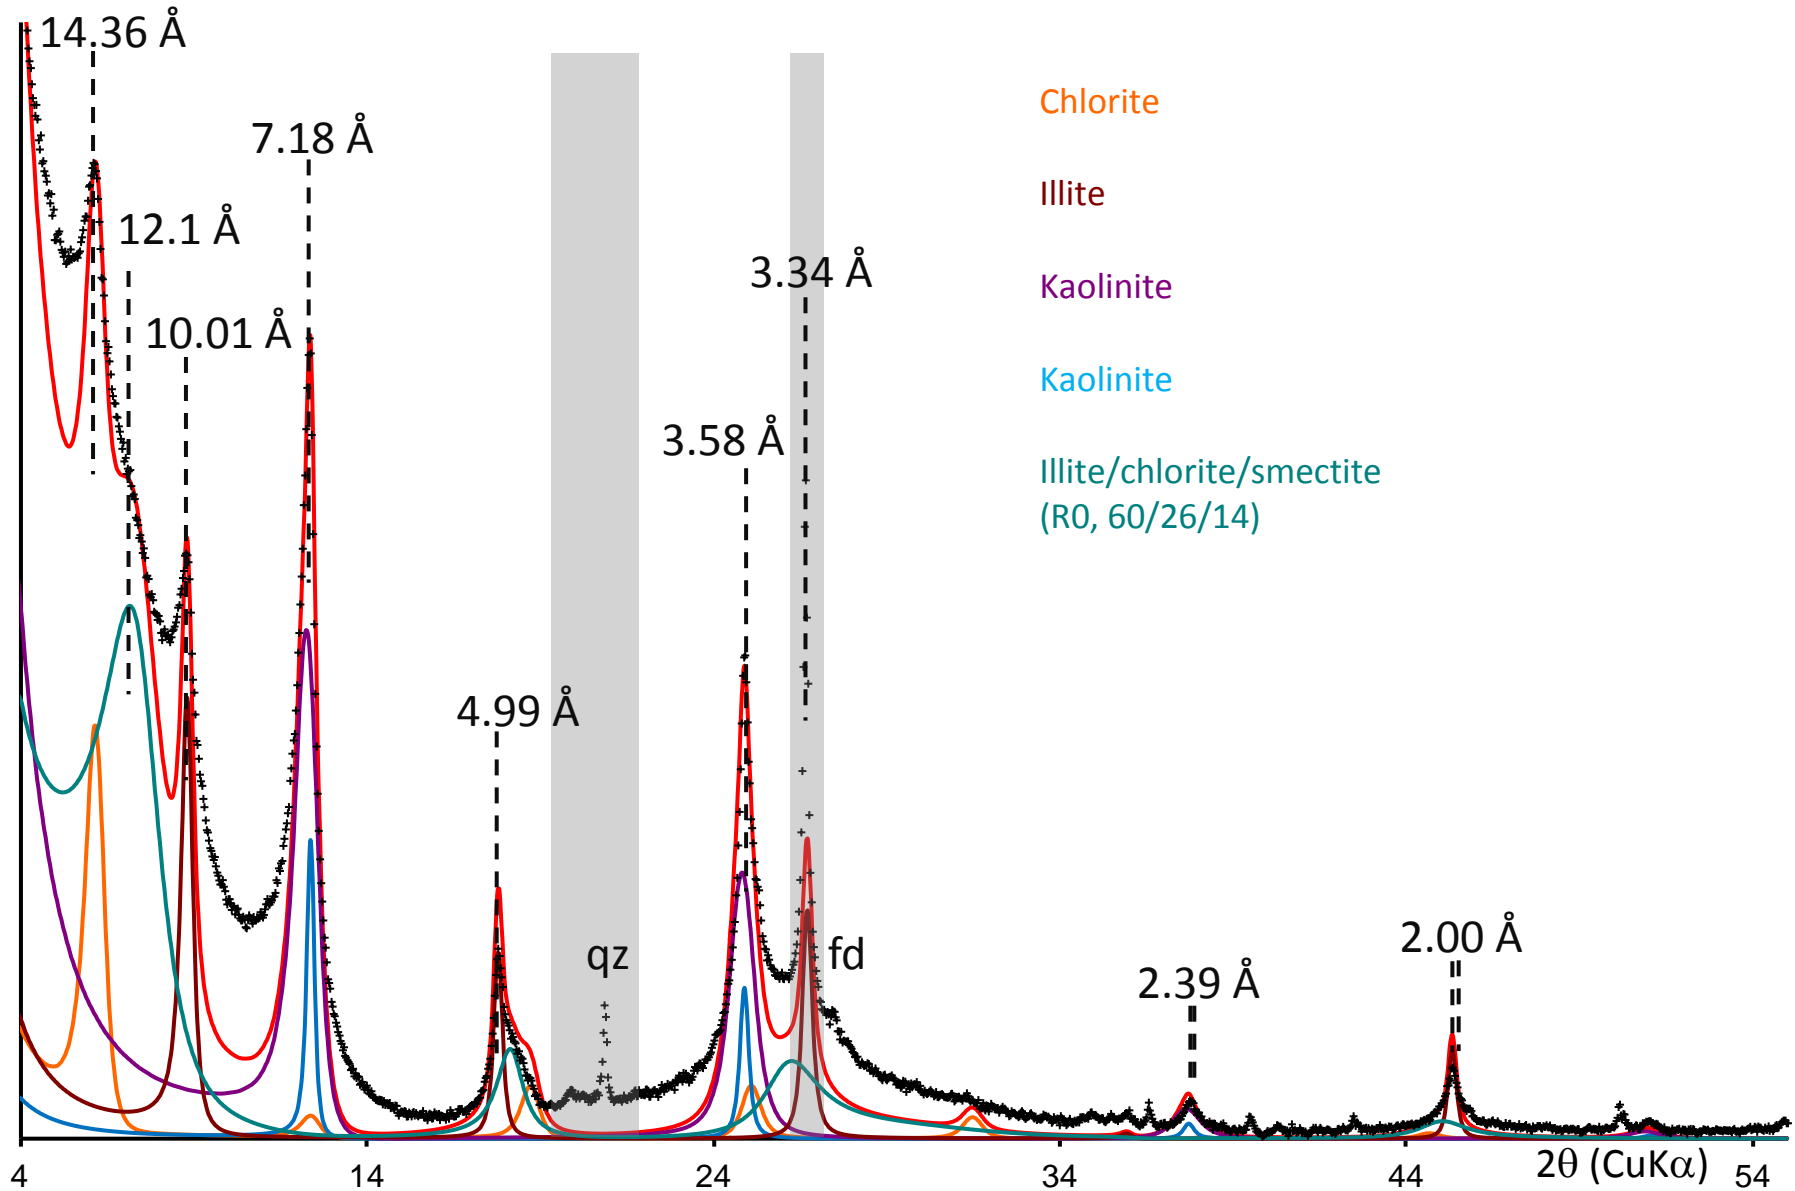 14.36 Å
7.18 Å
12.1 Å
3.34 Å
10.01 Å
3.58 Å
4.99 Å
qz
fd
2.39 Å
2.00 Å
Chlorite
Illite
Kaolinite
Kaolinite
Illite/chlorite/smectite
(R0, 60/26/14)
4
14
24
34
44
2θ (CuKα)
54